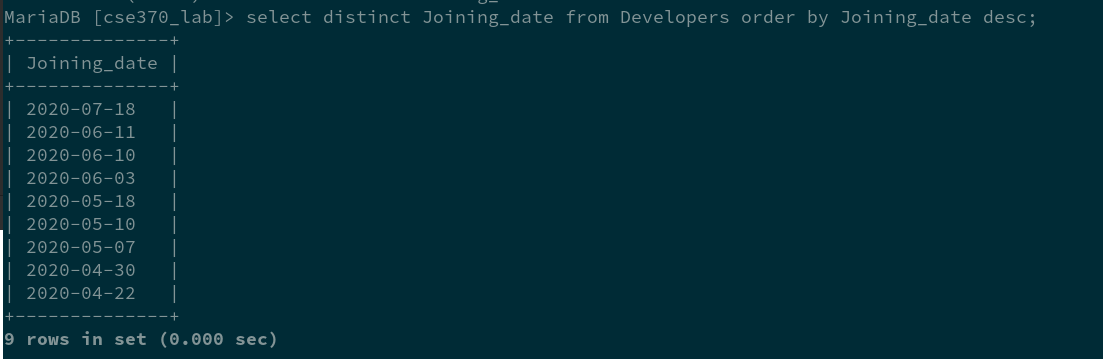 MariaDB [cse370_lab]> select distinct Joining_date from Developers order by Joining_date desc;
+--------------+
| Joining_date |
+--------------+
| 2020-07-18   |
| 2020-06-11   |
| 2020-06-10   |
| 2020-06-03   |
| 2020-05-18   |
| 2020-05-10   |
| 2020-05-07   |
| 2020-04-30   |
| 2020-04-22   |
+--------------+
9 rows in set (0.000 sec)